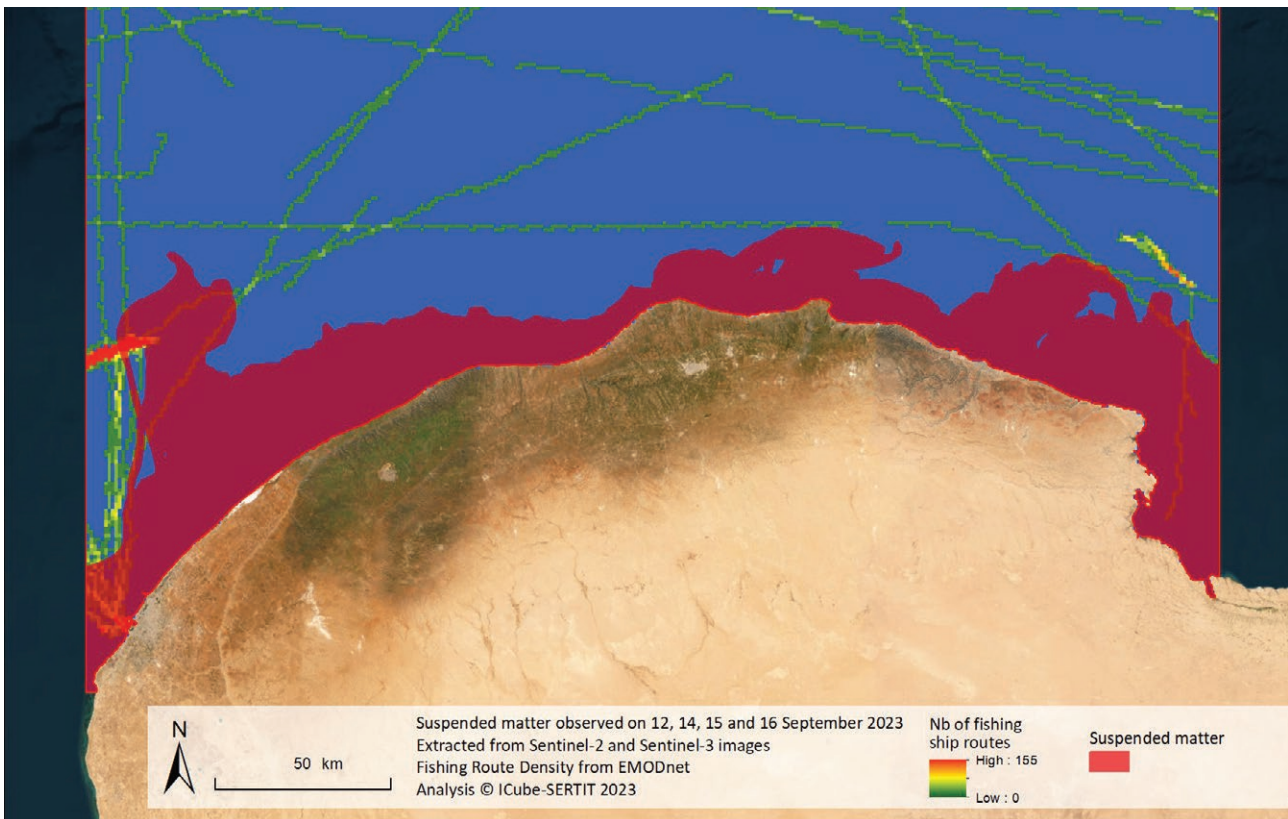 N
50 km
Suspended matter observed on 12, 14, 15 and 16 September 2023
Extracted from Sentinel-2 and Sentinel-3 images
Fishing Route Density from EMODnet
Analysis © ICube-SERTIT 2023
Nb of fishing
ship routes
High : 155
Low : 0
Suspended matter